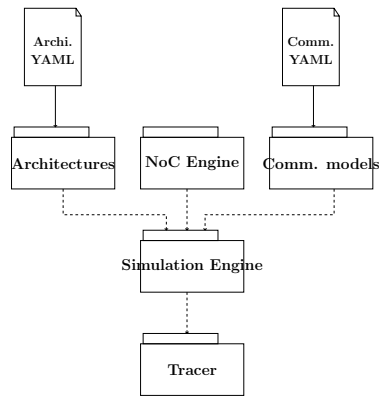 Archi.
YAML
Comm.
YAML
Architectures
NoC Engine
Comm. models
Simulation Engine
Tracer